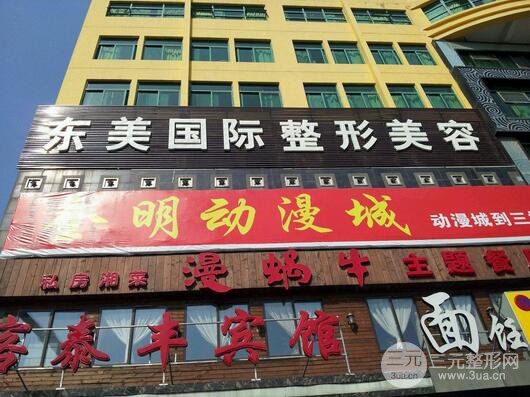 东美国际整形美容
明动漫城
动漫城到三
私房湘菜
漫蜗牛
主题餐
客泰丰宾馆
面
三元整形网
www.3ua.cn